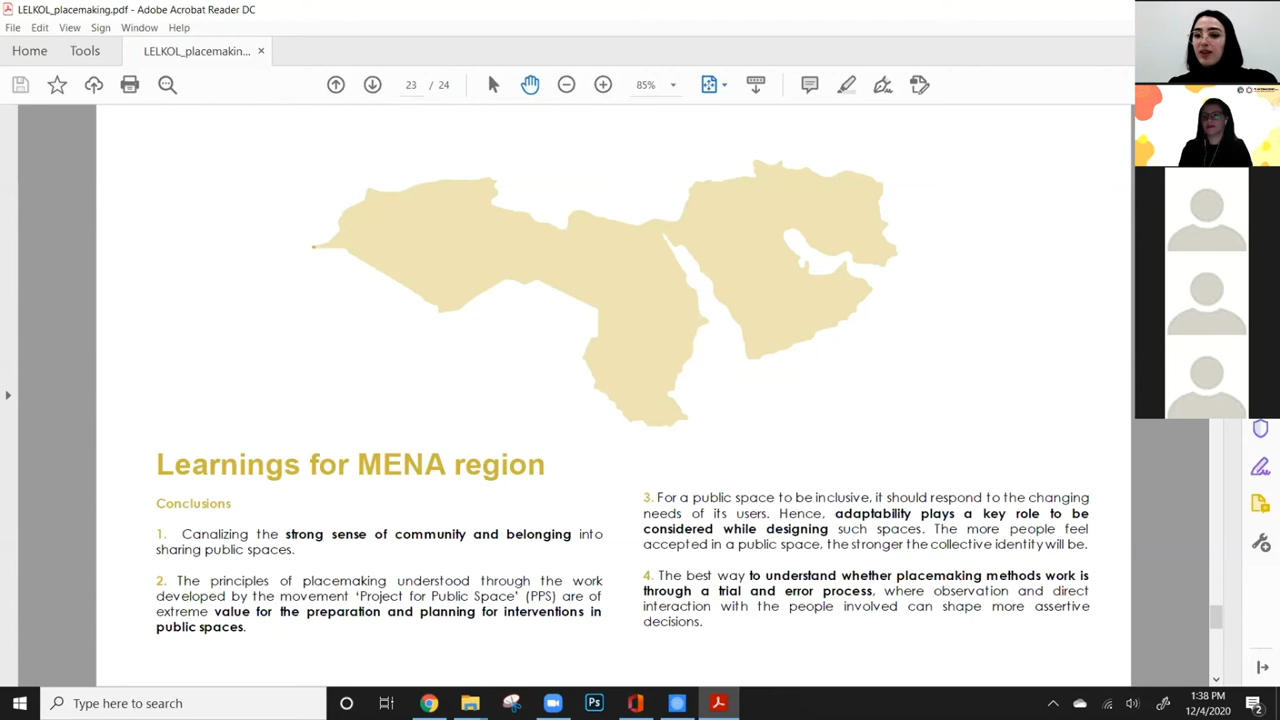 LELKOL_placemaking.pdf - Adobe Acrobat Reader DC
File Edit View Sign Window Help
Home Tools LELKOL_placemakin... ×
23 / 24 85%
Learnings for MENA region
Conclusions
1. Canalizing the strong sense of community and belonging into
sharing public spaces.
2. The principles of placemaking understood through the work
developed by the movement ‘Project for Public Space’ (PPS) are of
extreme value for the preparation and planning for interventions in
public spaces.
3. For a public space to be inclusive, it should respond to the changing
needs of its users. Hence, adaptability plays a key role to be
considered while designing such spaces. The more people feel
accepted in a public space, the stronger the collective identity will be.
4. The best way to understand whether placemaking methods work is
through a trial and error process, where observation and direct
interaction with the people involved can shape more assertive
decisions.
Type here to search
Ps
1:38 PM
12/4/2020
2